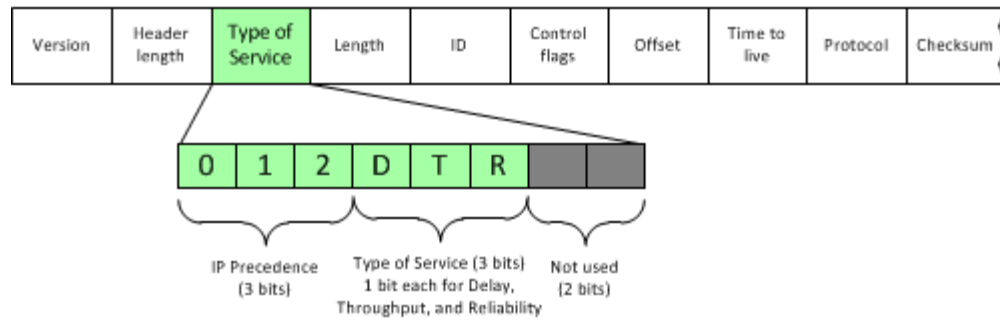 Version
Header
length
Type of
Service
Length
ID
Control
flags
Offset
Time to
live
Protocol
Checksum
0 1 2 D T R
IP Precedence
(3 bits)
Type of Service (3 bits)
1 bit each for Delay,
Throughput, and Reliability
Not used
(2 bits)